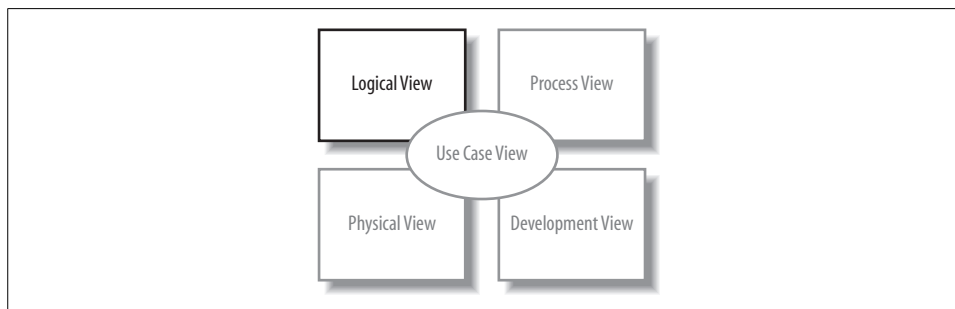 Logical View
Process View
Use Case View
Physical View
Development View